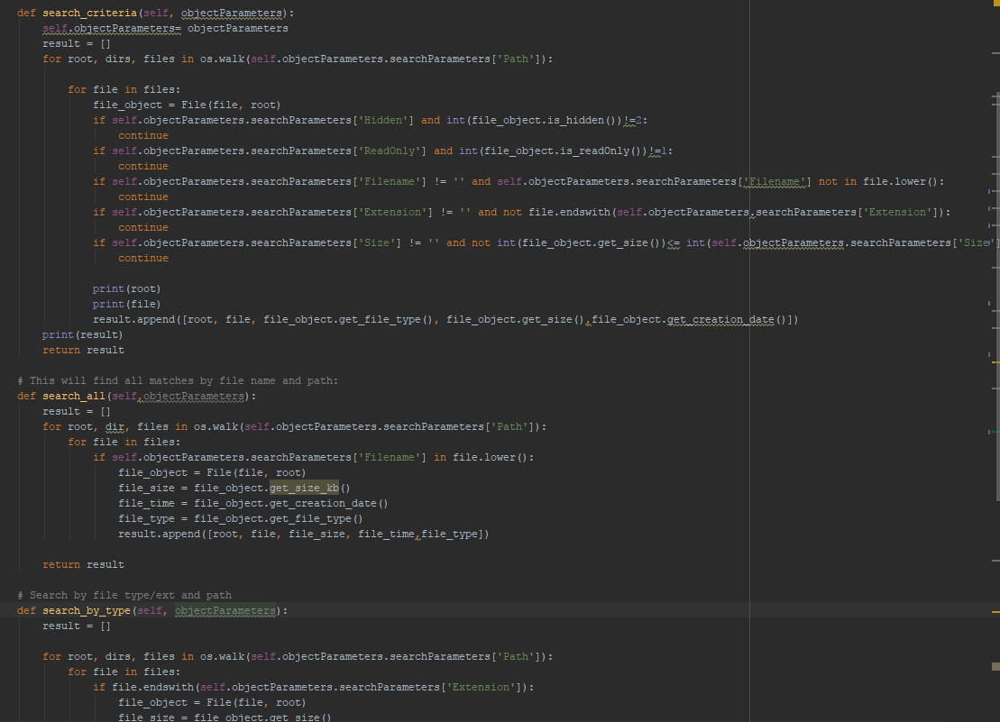 def search_criteria(self, objectParameters):
self.objectParameters= objectParameters
result = []
for root, dirs, files in os.walk(self.objectParameters.searchParameters['Path']):
for file in files:
file_object = File(file, root)
if self.objectParameters.searchParameters['Hidden'] and int(file_object.is_hidden())!=2:
continue
if self.objectParameters.searchParameters['ReadOnly'] and int(file_object.is_readOnly())!=1:
continue
if self.objectParameters.searchParameters['Filename'] != '' and self.objectParameters.searchParameters['Filename'] not in file.lower():
continue
if self.objectParameters.searchParameters['Extension'] != '' and not file.endswith(self.objectParameters.searchParameters['Extension']):
continue
if self.objectParameters.searchParameters['Size'] != '' and not int(file_object.get_size())<= int(self.objectParameters.searchParameters['Size']
continue
print(root)
print(file)
result.append([root, file, file_object.get_file_type(), file_object.get_size(),file_object.get_creation_date()])
print(result)
return result
# This will find all matches by file name and path:
def search_all(self,objectParameters):
result = []
for root, dir, files in os.walk(self.objectParameters.searchParameters['Path']):
for file in files:
if self.objectParameters.searchParameters['Filename'] in file.lower():
file_object = File(file, root)
file_size = file_object.get_size_kb()
file_time = file_object.get_creation_date()
file_type = file_object.get_file_type()
result.append([root, file, file_size, file_time,file_type])
return result
# Search by file type/ext and path
def search_by_type(self, objectParameters):
result = []
for root, dirs, files in os.walk(self.objectParameters.searchParameters['Path']):
for file in files:
if file.endswith(self.objectParameters.searchParameters['Extension']):
file_object = File(file, root)
file_size = file_object.get_size()